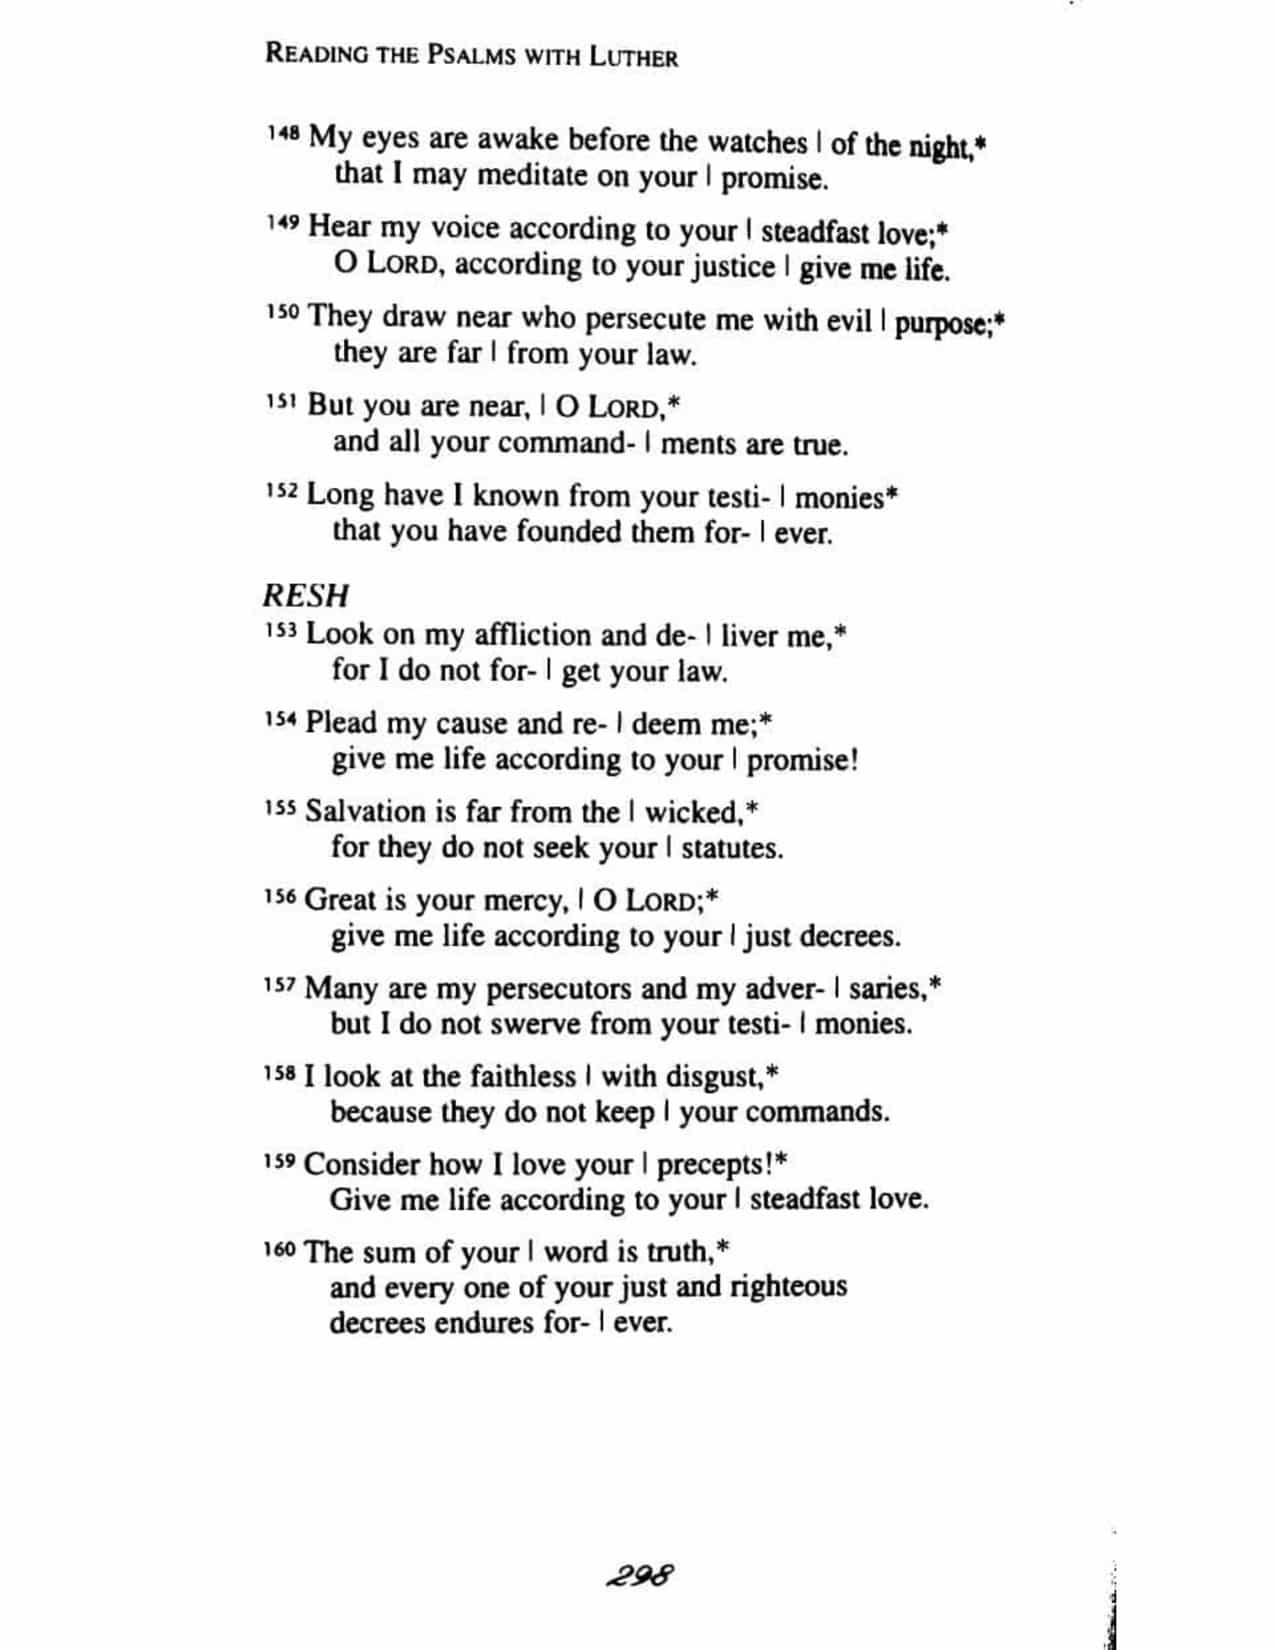 READING THE PSALMS WITH LUTHER
148 My eyes are awake before the watches | of the night,*
that I may meditate on your | promise.
149 Hear my voice according to your | steadfast love;*
O LORD, according to your justice | give me life.
150 They draw near who persecute me with evil | purpose;*
they are far | from your law.
151 But you are near, | O LORD,*
and all your command- | ments are true.
152 Long have I known from your testi- | monies*
that you have founded them for- | ever.
RESH
153 Look on my affliction and de- | liver me,*
for I do not for- | get your law.
154 Plead my cause and re- | deem me;*
give me life according to your | promise!
155 Salvation is far from the | wicked,*
for they do not seek your | statutes.
156 Great is your mercy, | O LORD;*
give me life according to your | just decrees.
157 Many are my persecutors and my adver- | saries,*
but I do not swerve from your testi- | monies.
158 I look at the faithless | with disgust,*
because they do not keep | your commands.
159 Consider how I love your | precepts!*
Give me life according to your | steadfast love.
160 The sum of your | word is truth,*
and every one of your just and righteous
decrees endures for- | ever.
298